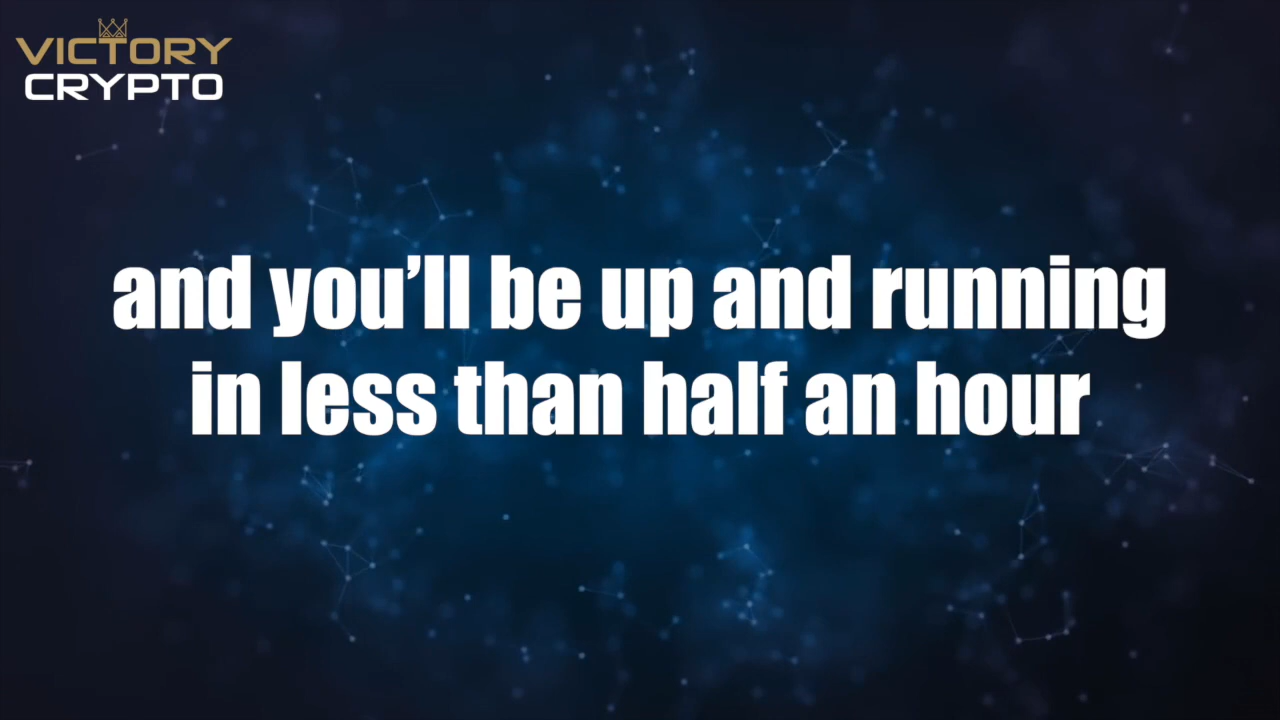 VICTORY
CRYPTO
and you’ll be up and running
in less than half an hour